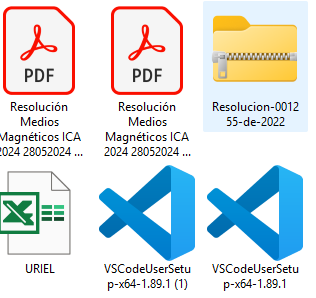 PDF
PDF
Resolución
Medios
Magnéticos ICA
2024 28052024 ...
Resolución
Medios
Magnéticos ICA
2024 28052024 ...
Resolucion-0012
55-de-2022
X
URIEL
VSCodeUserSetu
p-x64-1.89.1 (1)
VSCodeUserSetu
p-x64-1.89.1